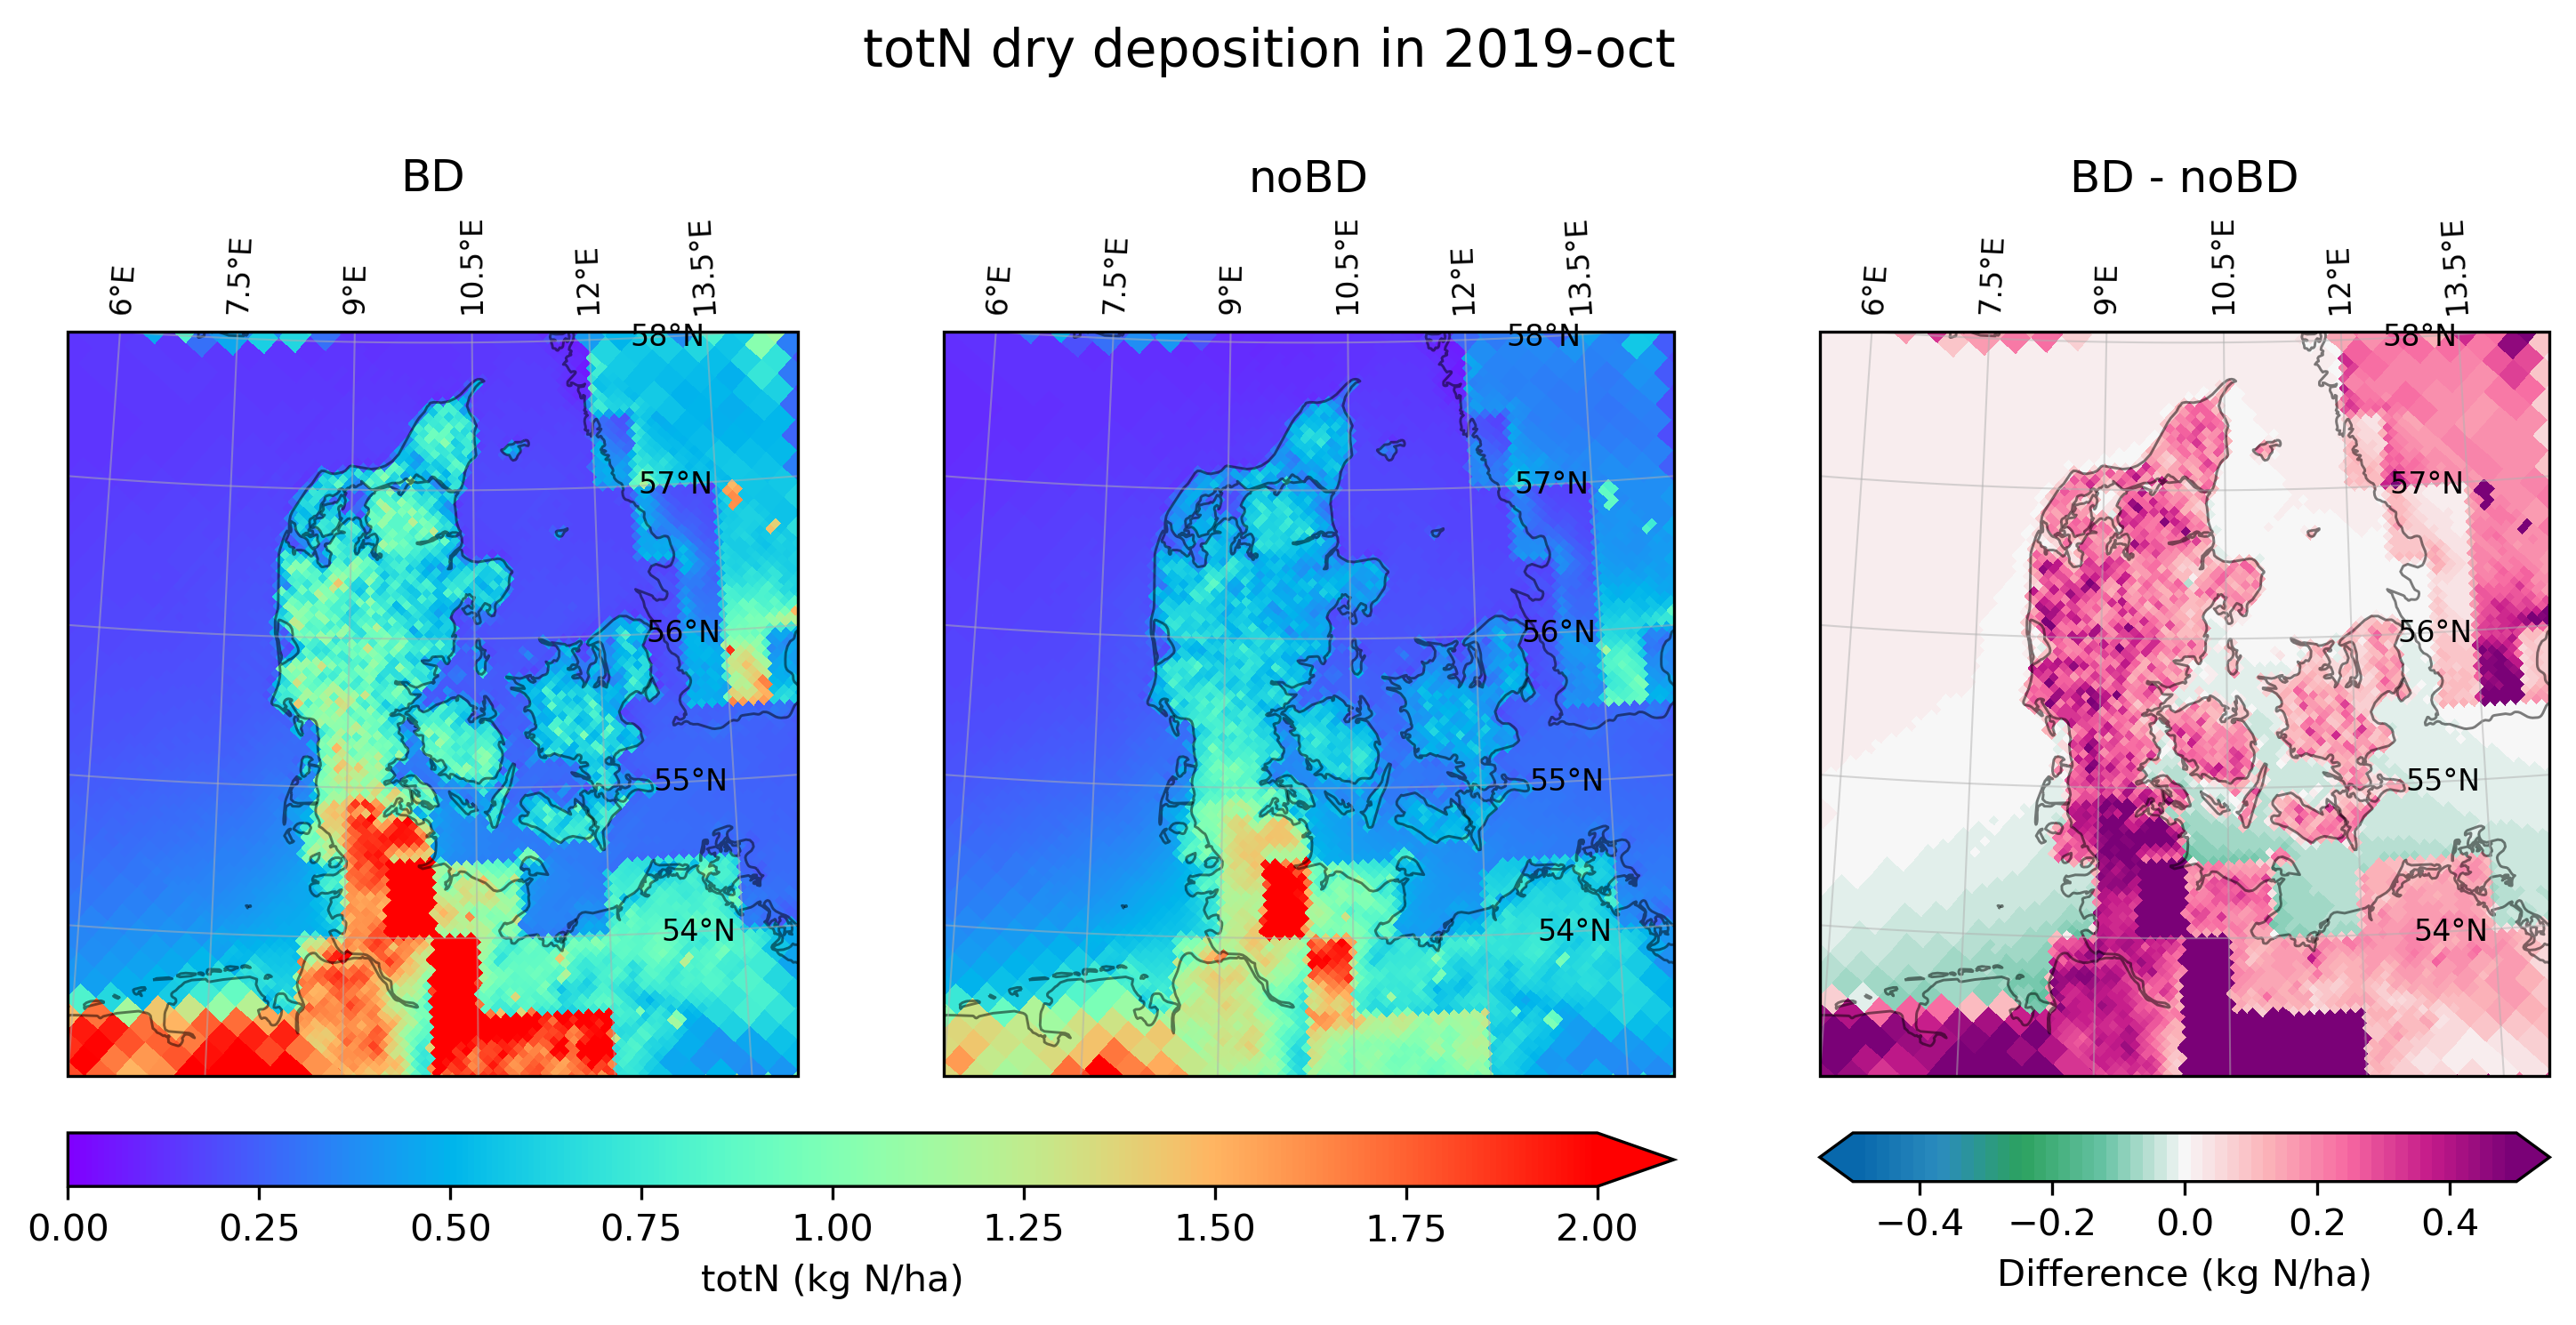 totN dry deposition in 2019-oct
BD
noBD
BD - noBD
6°E 7.5°E 9°E 10.5°E 12°E 13.5°E
6°E 7.5°E 9°E 10.5°E 12°E 13.5°E
6°E 7.5°E 9°E 10.5°E 12°E 13.5°E
58°N 58°N 58°N
57°N 57°N 57°N
56°N 56°N 56°N
55°N 55°N 55°N
54°N 54°N 54°N
0.00 0.25 0.50 0.75 1.00 1.25 1.50 1.75 2.00
totN (kg N/ha)
−0.4 −0.2 0.0 0.2 0.4
Difference (kg N/ha)